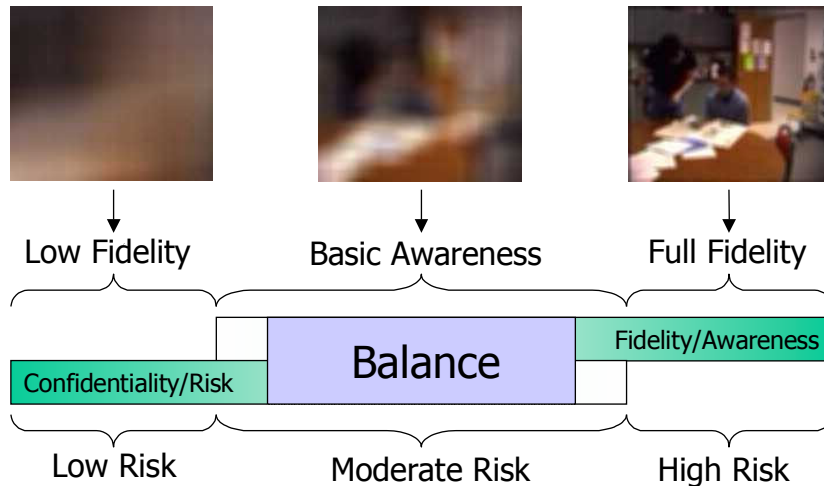 Low Fidelity
Basic Awareness
Full Fidelity
Fidelity/Awareness
Balance
Confidentiality/Risk
Low Risk
Moderate Risk
High Risk